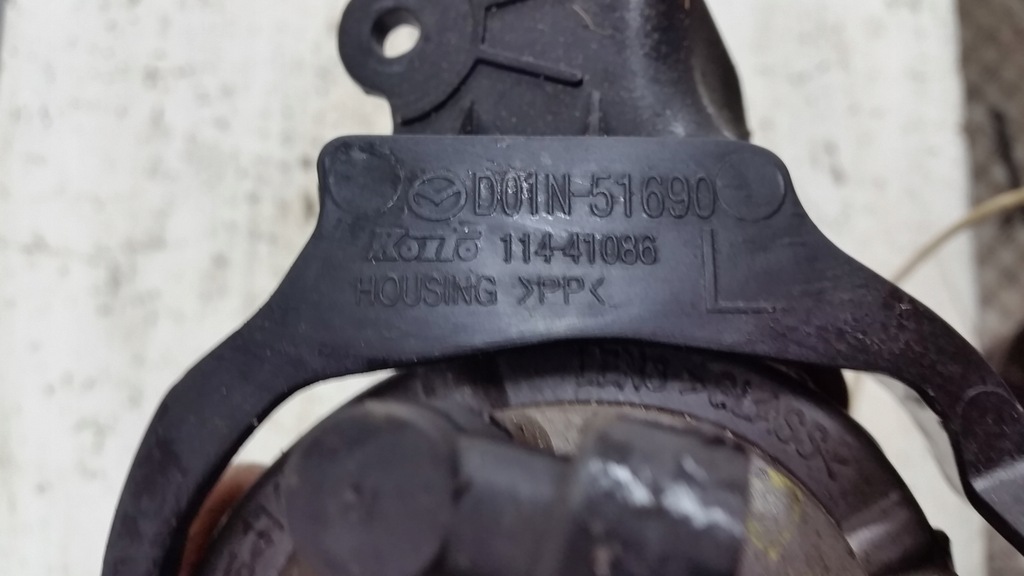 D01N-51690
KOITO 114-41086
HOUSING >PP<
L